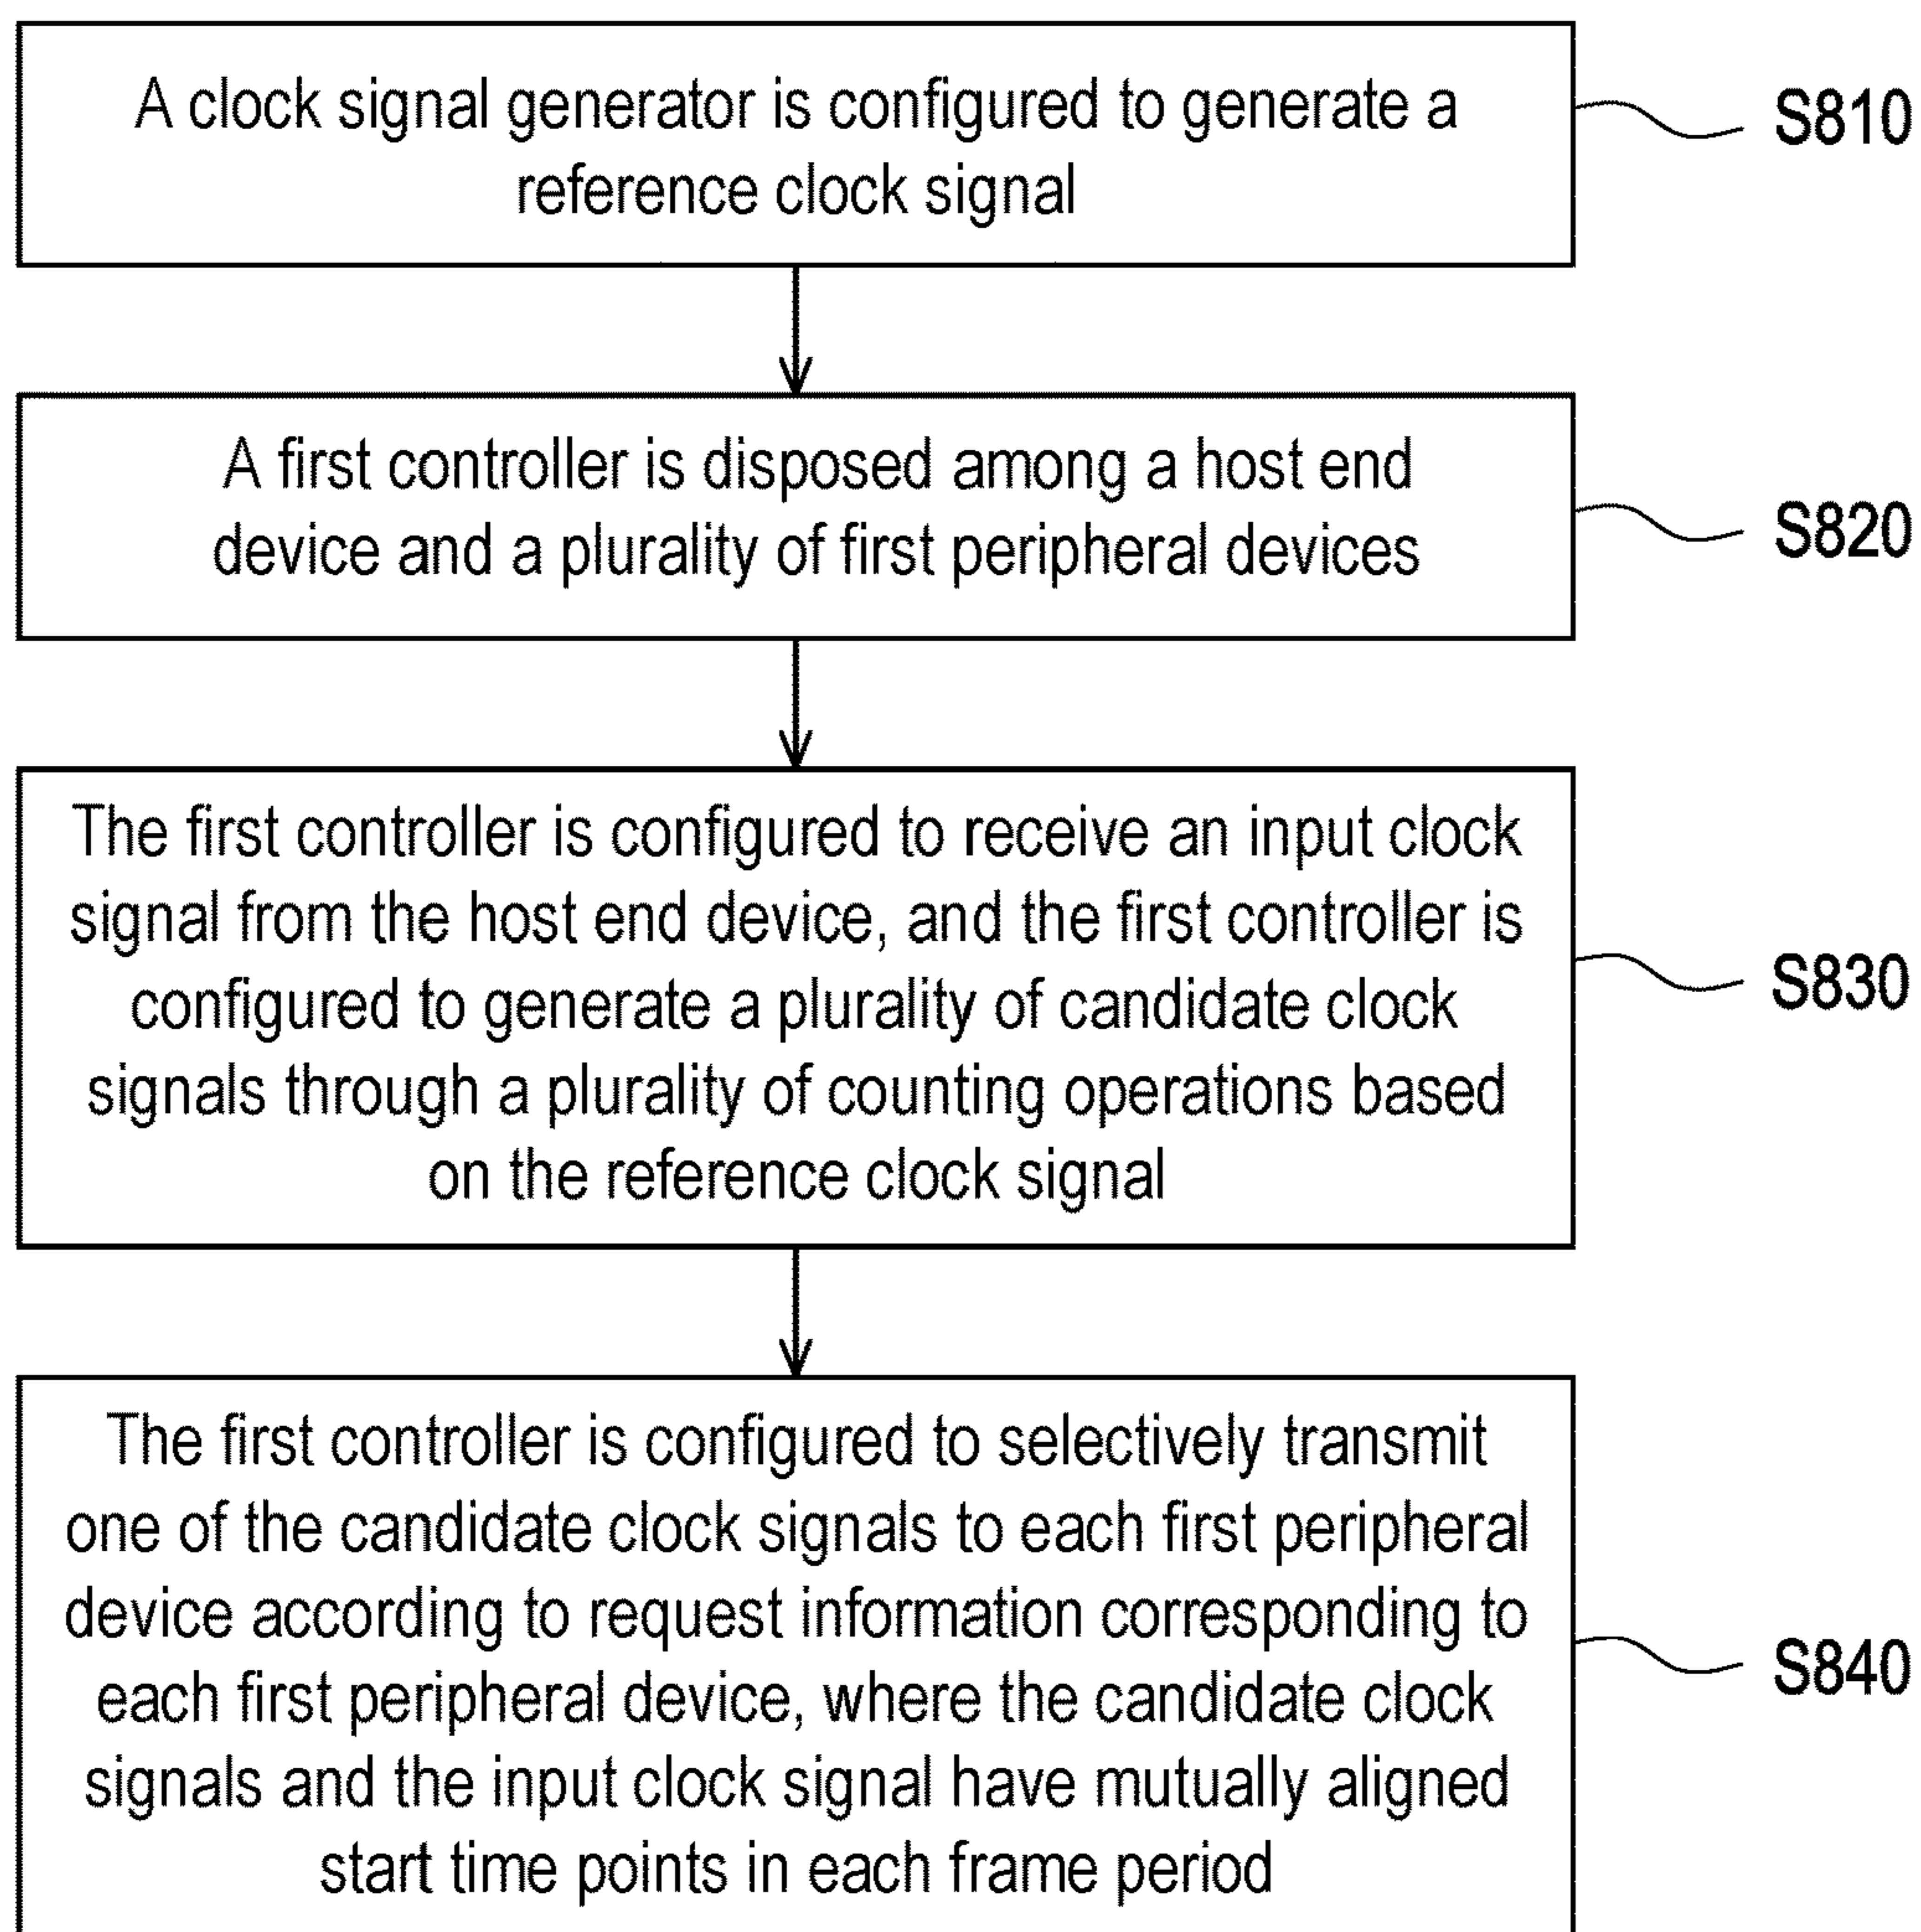 A clock signal generator is configured to generate a
reference clock signal
S810
A first controller is disposed among a host end
device and a plurality of first peripheral devices
S820
The first controller is configured to receive an input clock
signal from the host end device, and the first controller is
configured to generate a plurality of candidate clock
signals through a plurality of counting operations based
on the reference clock signal
S830
The first controller is configured to selectively transmit
one of the candidate clock signals to each first peripheral
device according to request information corresponding to
each first peripheral device, where the candidate clock
signals and the input clock signal have mutually aligned
start time points in each frame period
S840